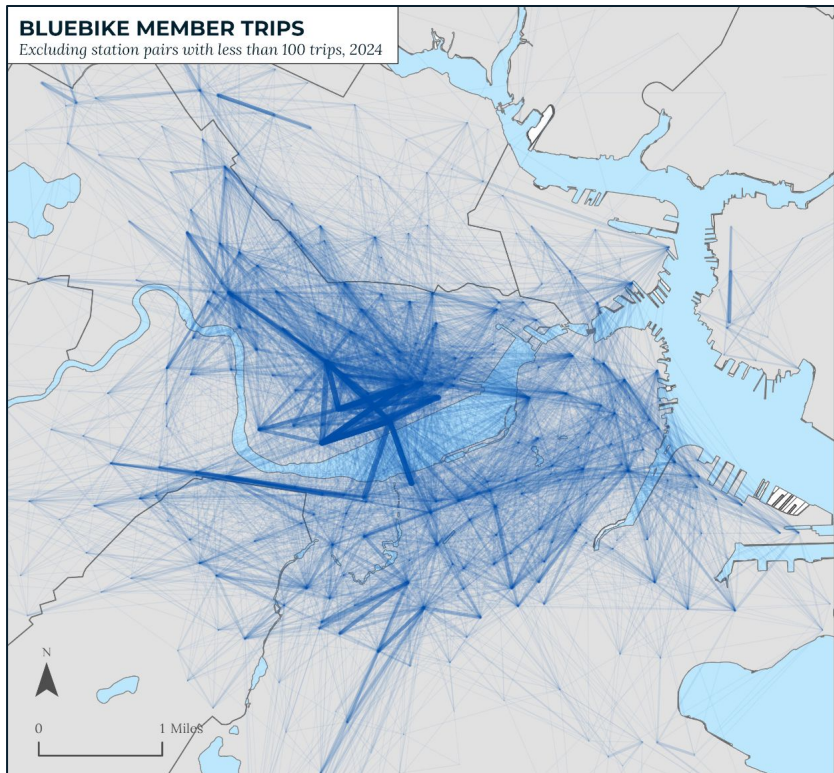 BLUEBIKE MEMBER TRIPS
Excluding station pairs with less than 100 trips, 2024
N
0 1 Miles